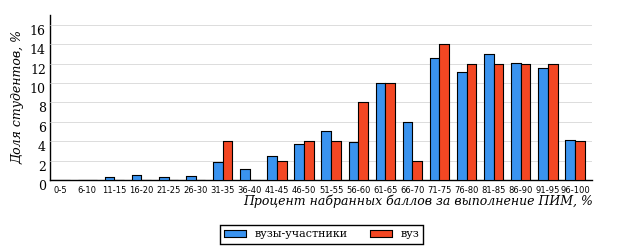 Доля студентов, %
16
14
12
10
8
6
4
2
0
0-5 6-10 11-15 16-20 21-25 26-30 31-35 36-40 41-45 46-50 51-55 56-60 61-65 66-70 71-75 76-80 81-85 86-90 91-95 96-100
Процент набранных баллов за выполнение ПИМ, %
вузы-участники вуз